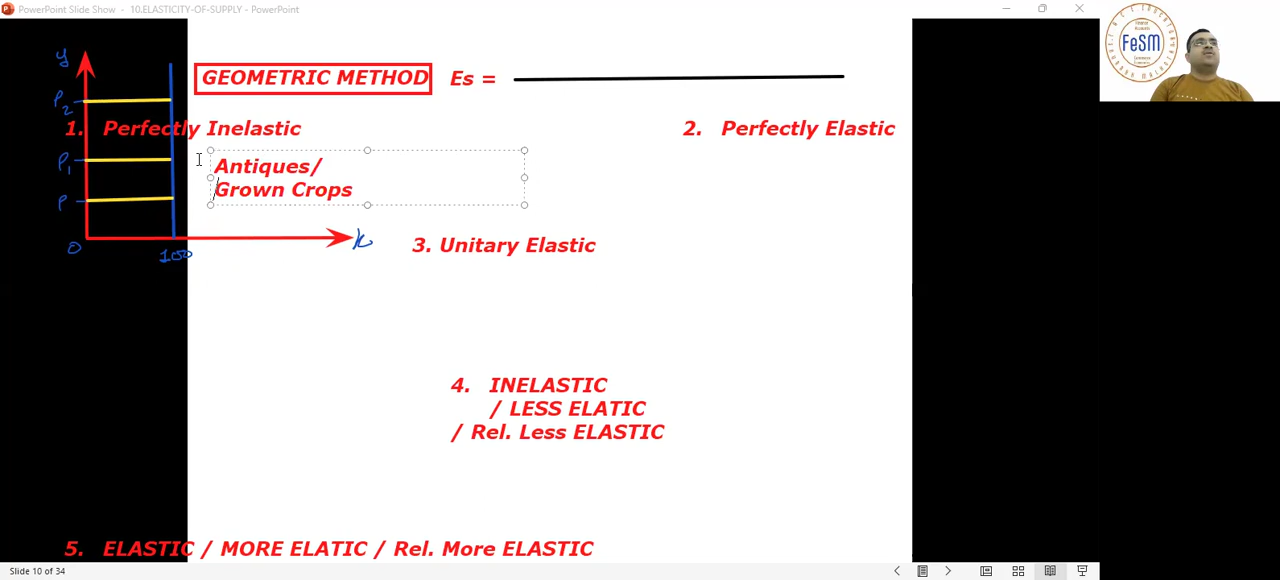 PowerPoint Slide Show - 10.ELASTICITY-OF-SUPPLY - PowerPoint
FeSM
y
GEOMETRIC METHOD Es =
P2
1. Perfectly Inelastic
2. Perfectly Elastic
P1
Antiques/
Grown Crops
P
3. Unitary Elastic
0
100
4. INELASTIC
/ LESS ELATIC
/ Rel. Less ELASTIC
5. ELASTIC / MORE ELATIC / Rel. More ELASTIC
Slide 10 of 34